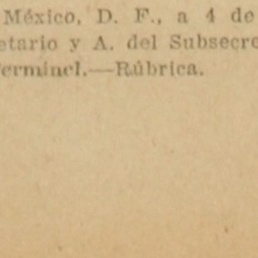 México, D. F., a 4 de
etario y A. del Subsecre
erminel.—Rúbrica.